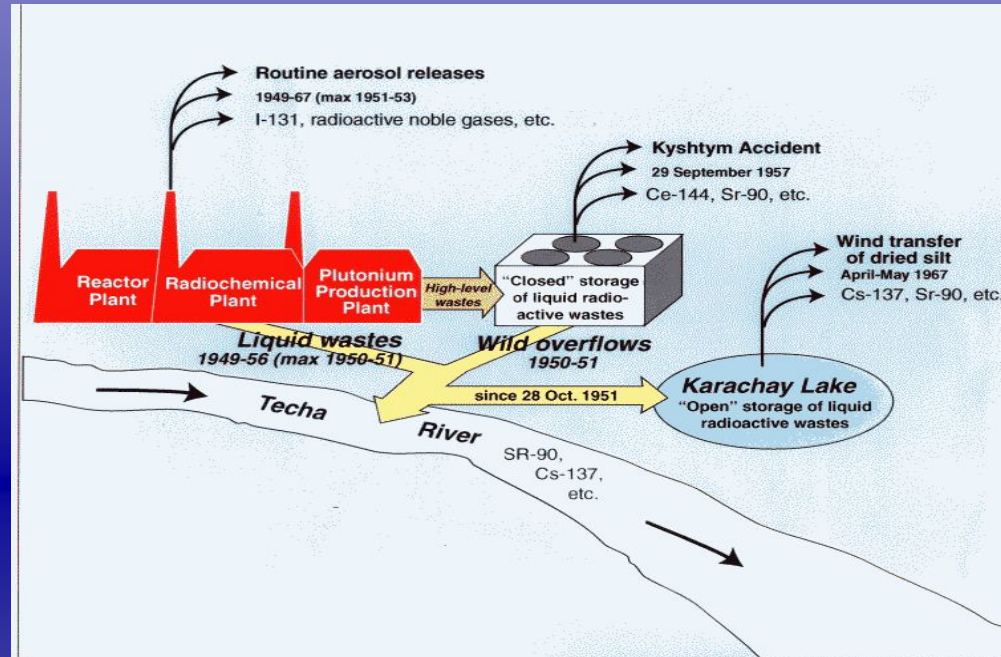 Routine aerosol releases
1949-67 (max 1951-53)
I-131, radioactive noble gases, etc.
Kyshtym Accident
29 September 1957
Ce-144, Sr-90, etc.
Wind transfer
of dried silt
April-May 1967
Cs-137, Sr-90, etc.
Reactor
Plant
Radiochemical
Plant
Plutonium
Production
Plant
High-level
wastes
"Closed" storage
of liquid radio-
active wastes
Liquid wastes
1949-56 (max 1950-51)
Wild overflows
1950-51
since 28 Oct. 1951
Karachay Lake
"Open" storage of liquid
radioactive wastes
Techa
River
SR-90,
Cs-137,
etc.